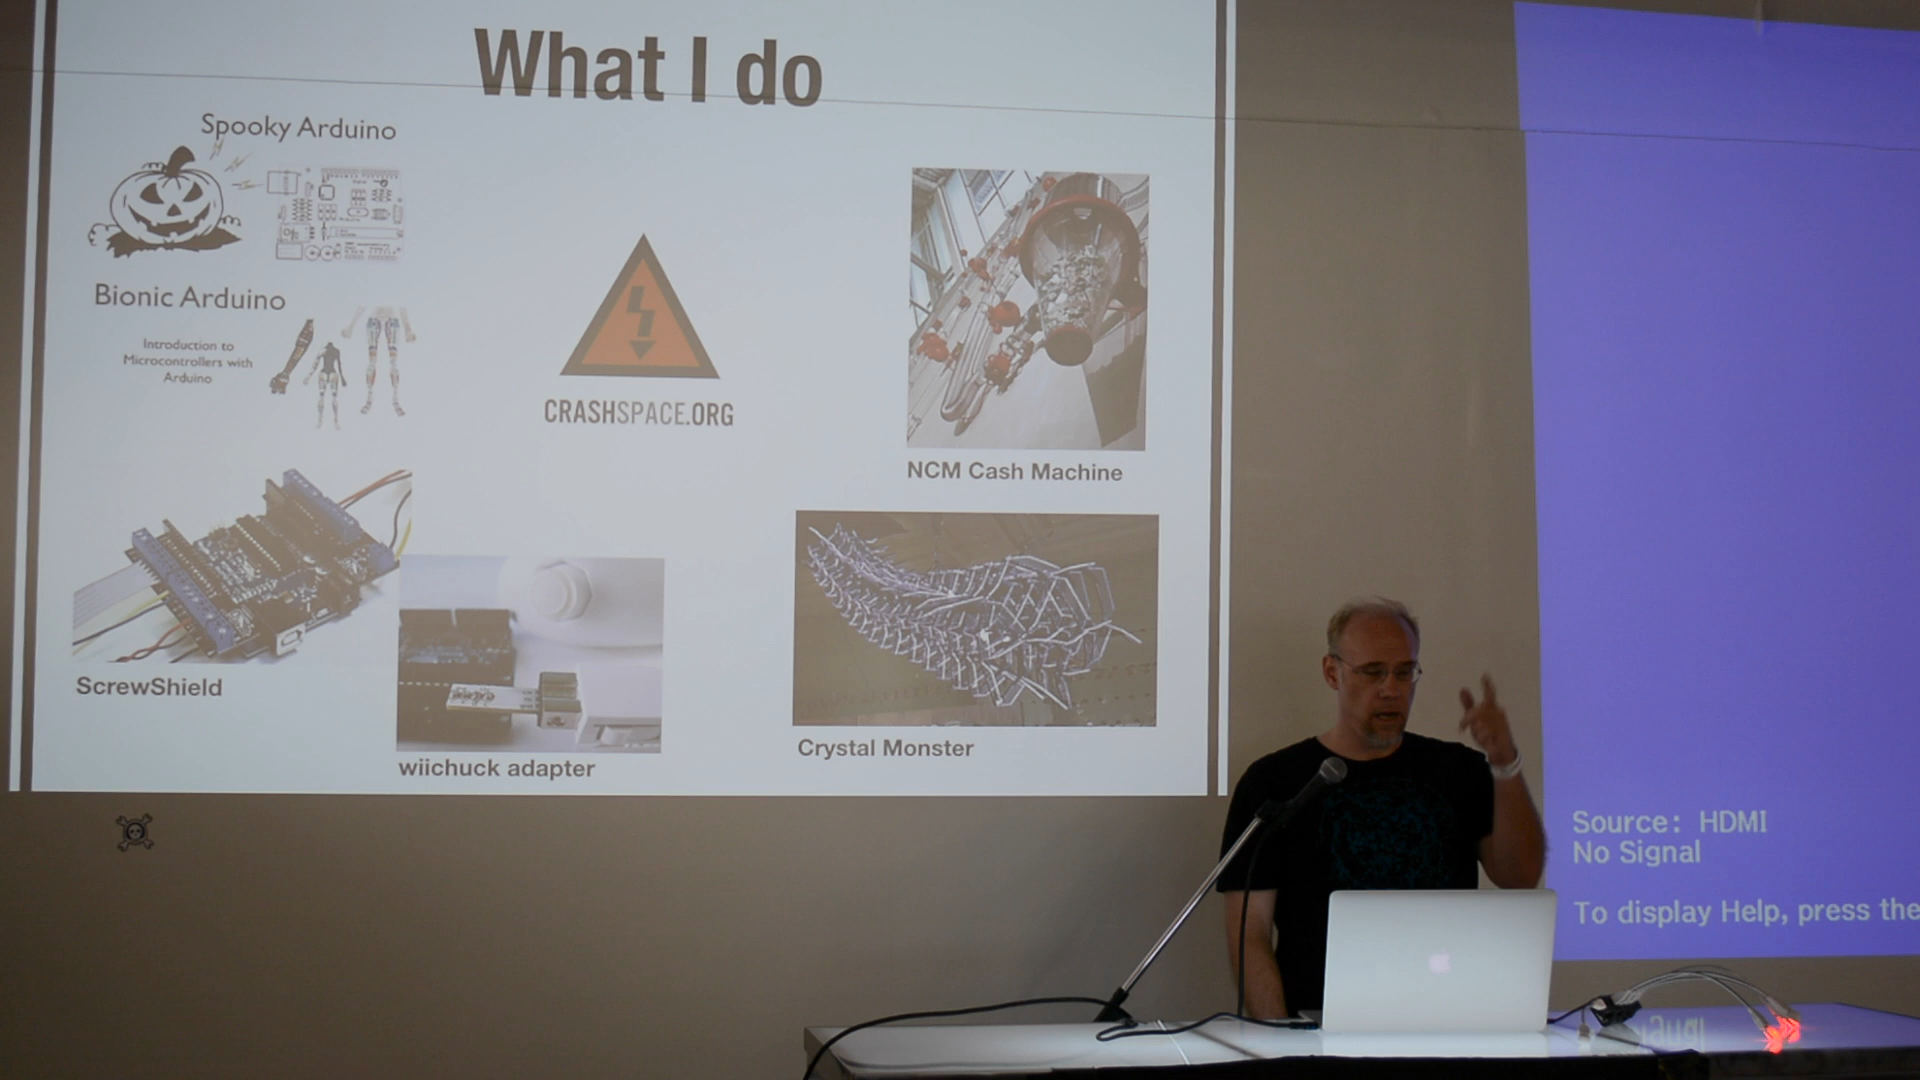 What I do
Spooky Arduino
Bionic Arduino
Introduction to
Microcontrollers with
Arduino
CRASHSPACE.ORG
NCM Cash Machine
ScrewShield
wiichuck adapter
Crystal Monster
Source: HDMI
No Signal
To display Help, press the